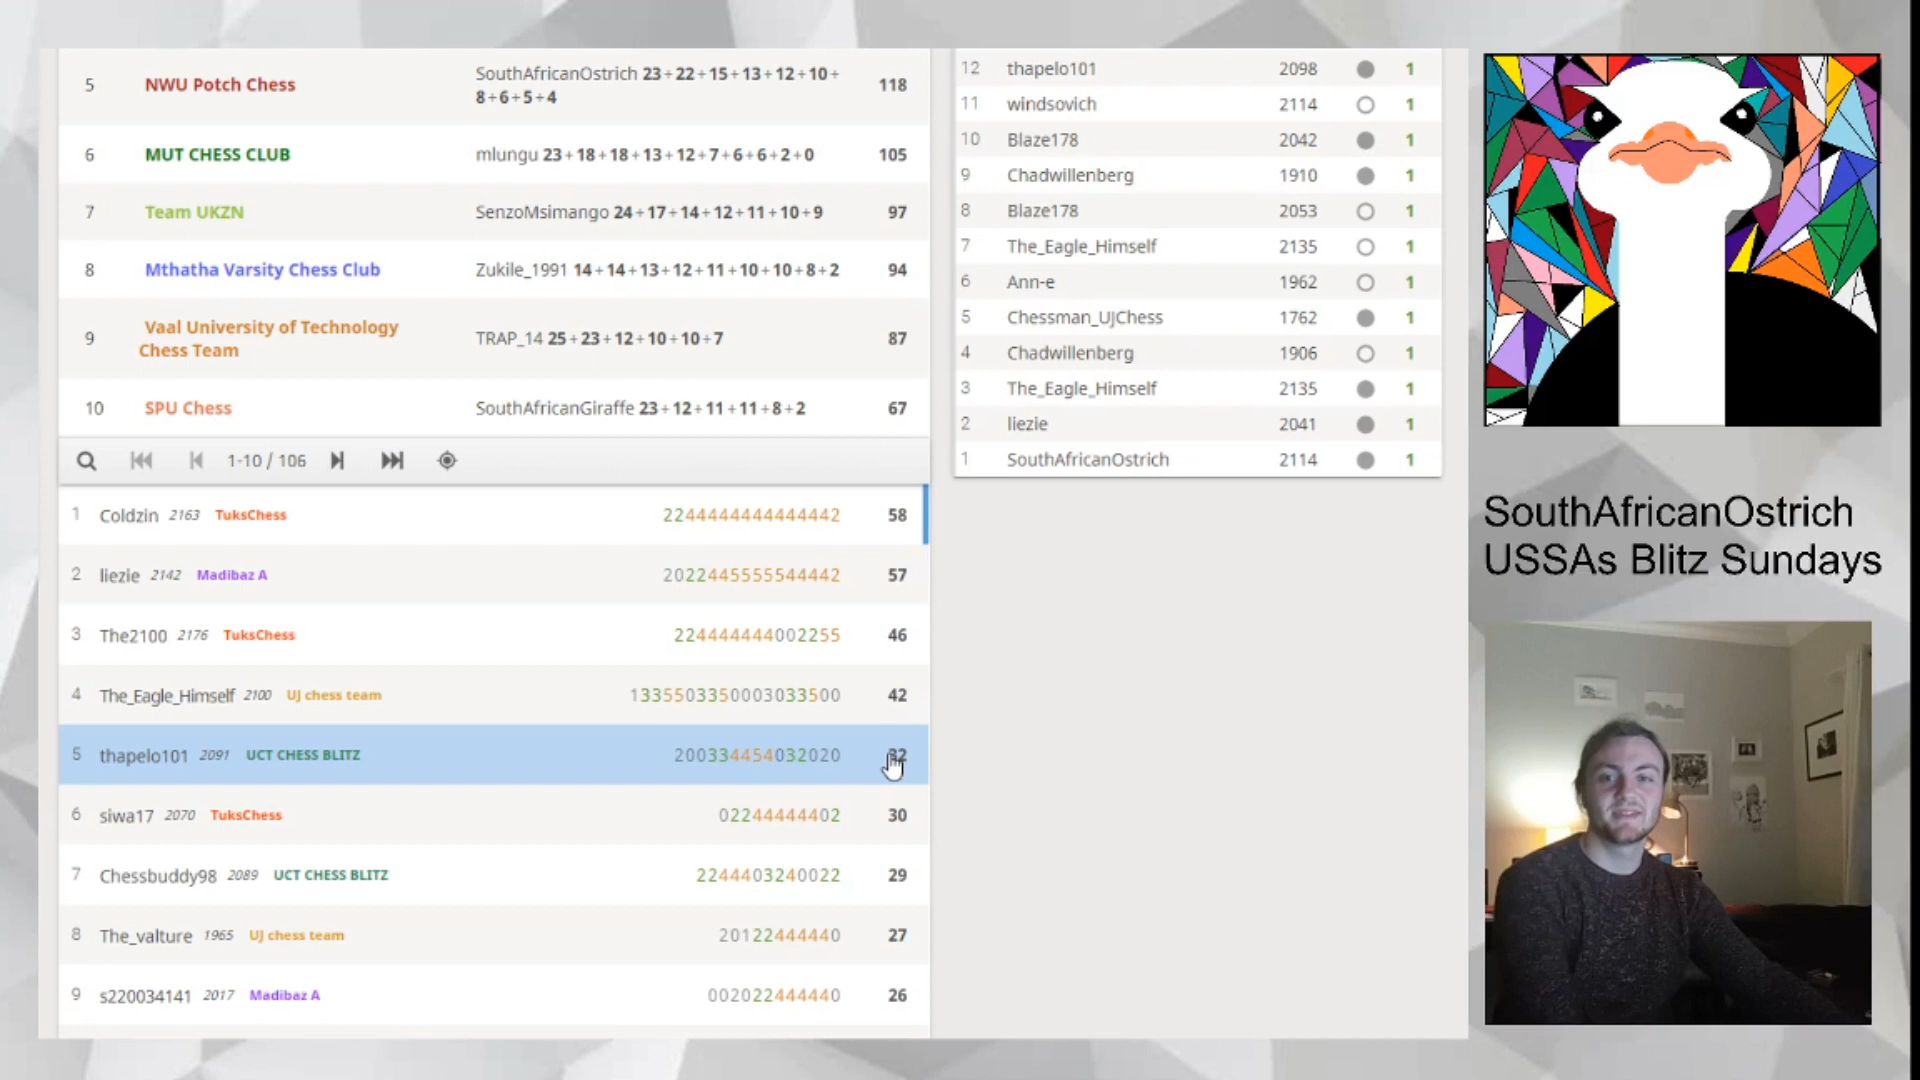 5 NWU Potch Chess SouthAfricanOstrich 23+22+15+13+12+10+ 118
8+6+5+4
6 MUT CHESS CLUB mlungu 23+18+18+13+12+7+6+6+2+0 105
7 Team UKZN SenzoMsimango 24+17+14+12+11+10+9 97
8 Mthatha Varsity Chess Club Zukile_1991 14+14+13+12+11+10+10+8+2 94
9 Vaal University of Technology TRAP_14 25+23+12+10+10+7 87
Chess Team
10 SPU Chess SouthAfricanGiraffe 23+12+11+11+8+2 67
1-10 / 106
1 Coldzin 2163 TuksChess 2244444444444442 58
2 liezie 2142 Madibaz A 2022445555544442 57
3 The2100 2176 TuksChess 224444444002255 46
4 The_Eagle_Himself 2100 UJ chess team 1335503350003033500 42
5 thapelo101 2091 UCT CHESS BLITZ 200334454032020 32
6 siwa17 2070 TuksChess 02244444402 30
7 Chessbuddy98 2089 UCT CHESS BLITZ 2244403240022 29
8 The_valture 1965 UJ chess team 20122444440 27
9 s220034141 2017 Madibaz A 002022444440 26
12 thapelo101 2098 1
11 windsovich 2114 1
10 Blaze178 2042 1
9 Chadwillenberg 1910 1
8 Blaze178 2053 1
7 The_Eagle_Himself 2135 1
6 Ann-e 1962 1
5 Chessman_UJChess 1762 1
4 Chadwillenberg 1906 1
3 The_Eagle_Himself 2135 1
2 liezie 2041 1
1 SouthAfricanOstrich 2114 1
SouthAfricanOstrich
USSAs Blitz Sundays